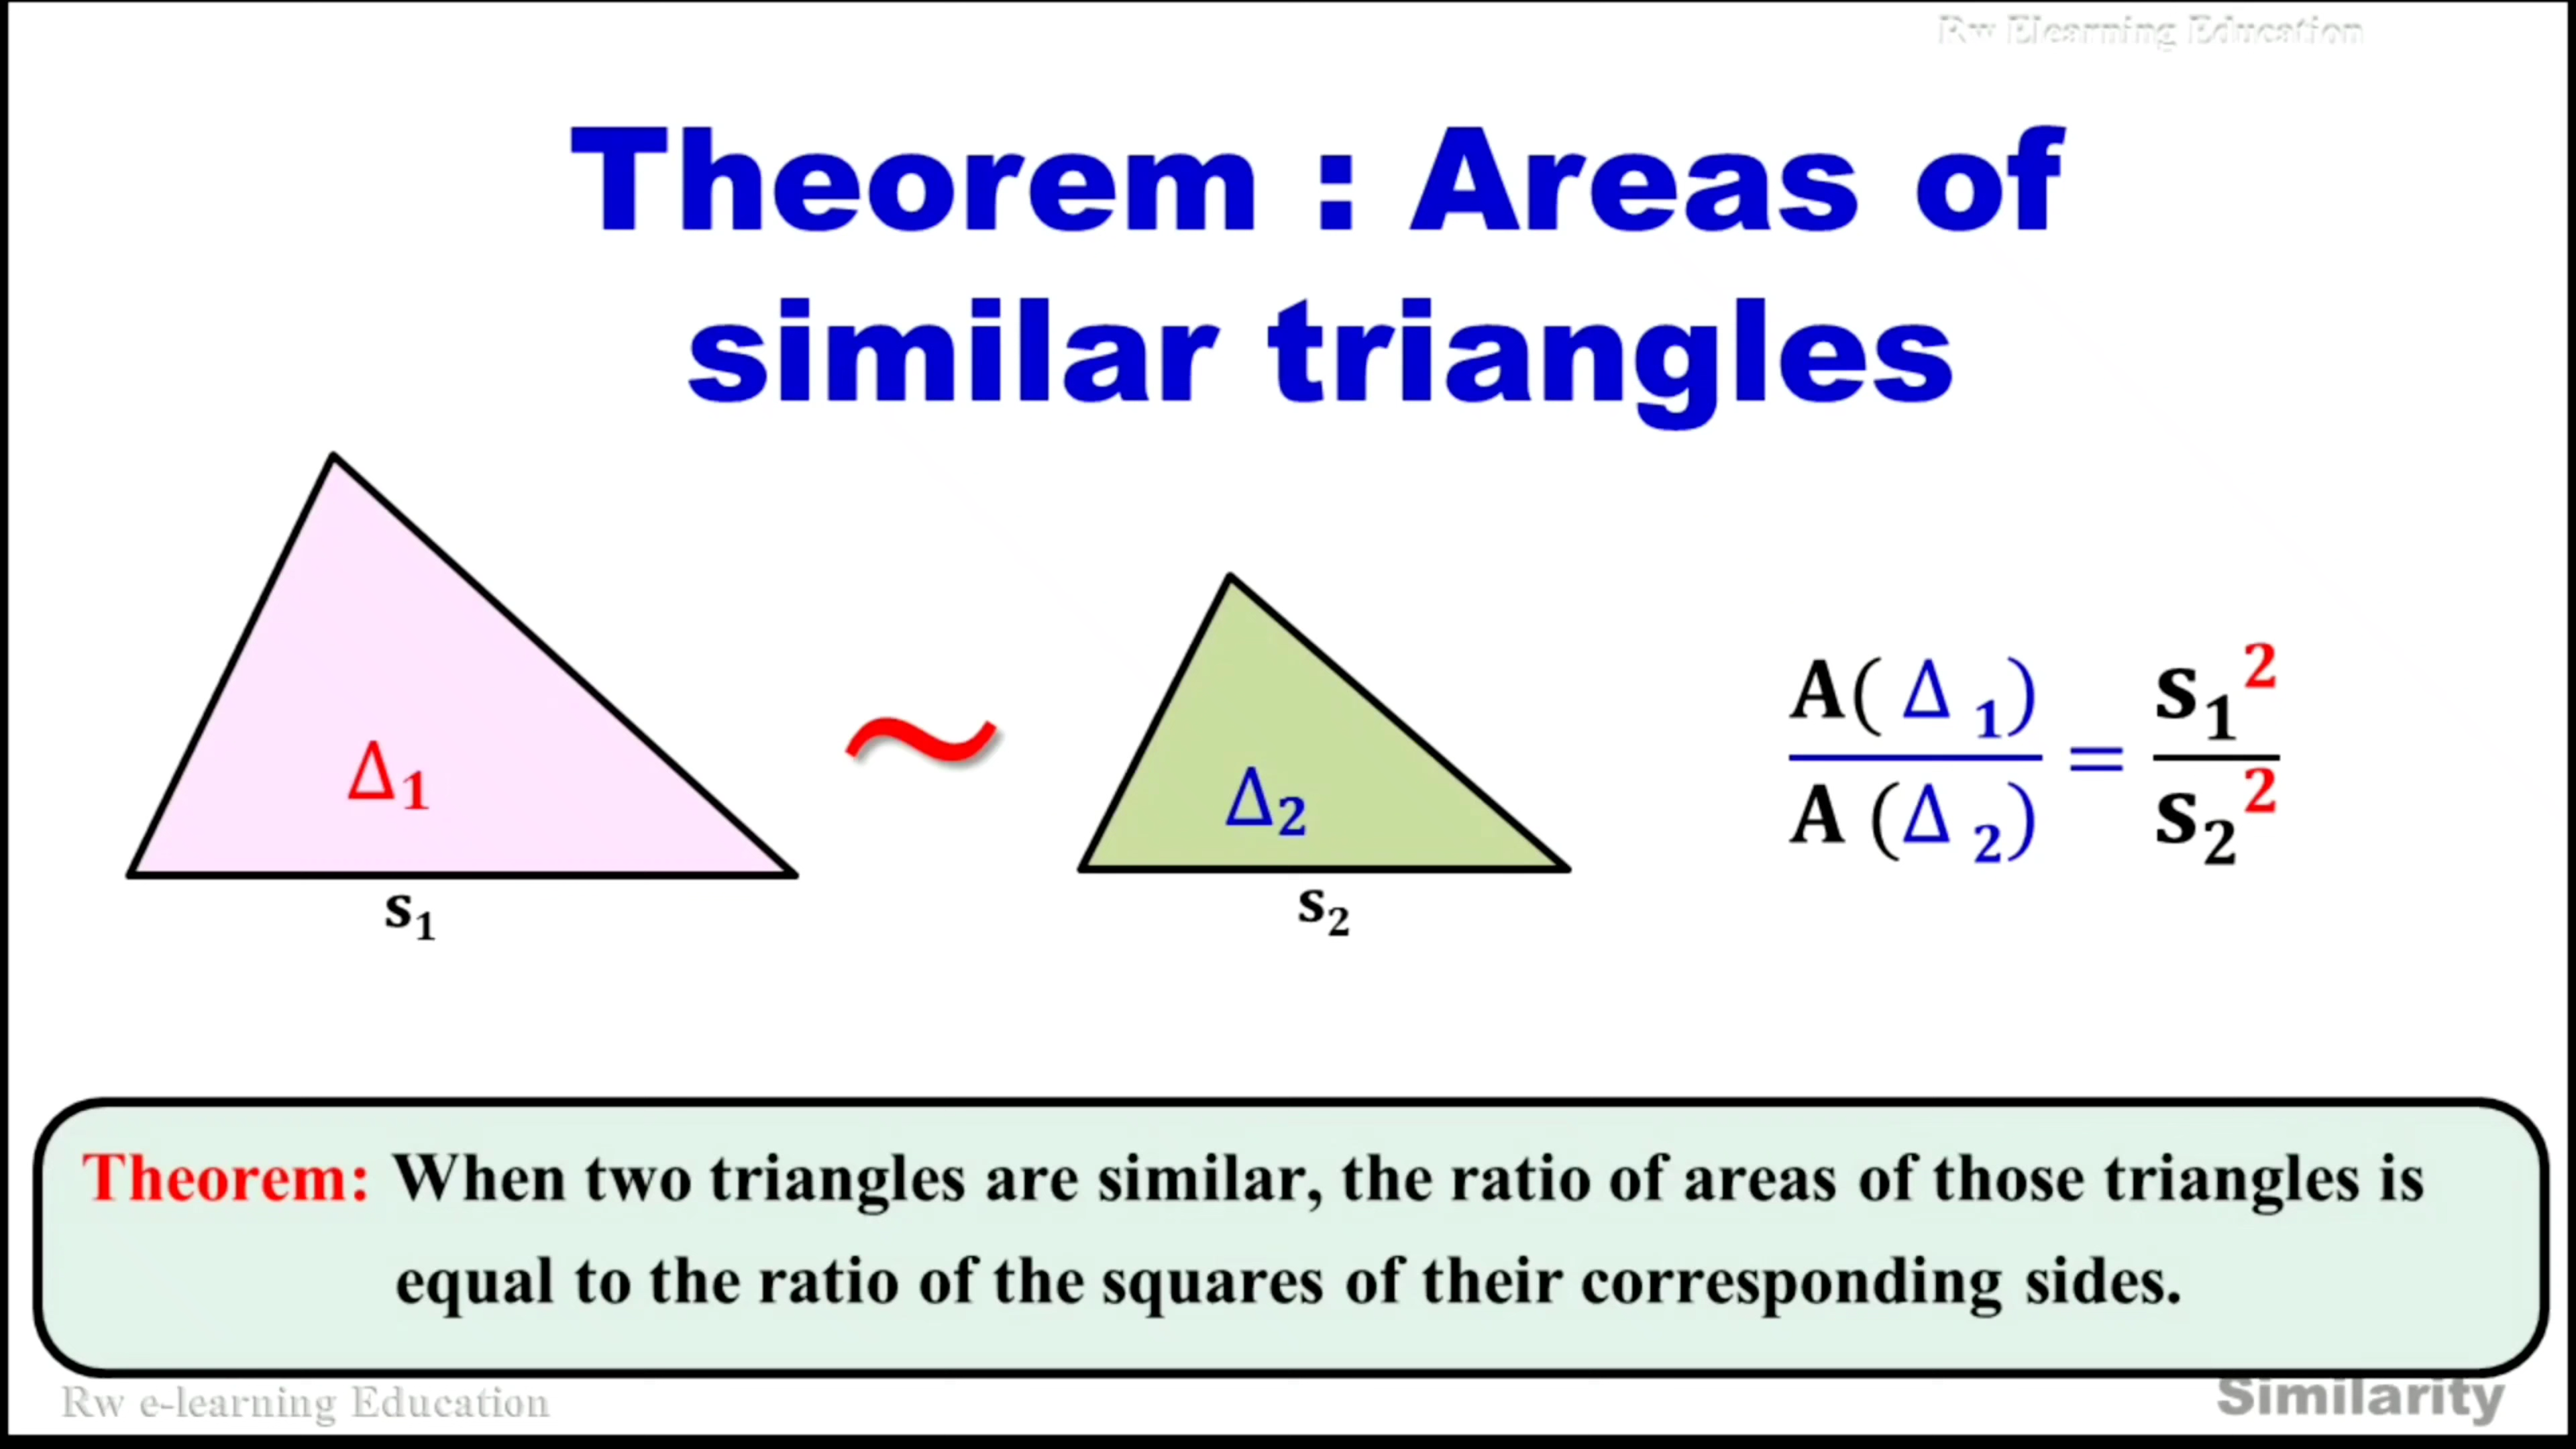 Rw Elearning Education
Theorem : Areas of
similar triangles
Δ₁
s₁
~
Δ₂
s₂
A( Δ ₁) / A (Δ ₂) = s₁² / s₂²
Theorem: When two triangles are similar, the ratio of areas of those triangles is
equal to the ratio of the squares of their corresponding sides.
Rw e-learning Education
Similarity